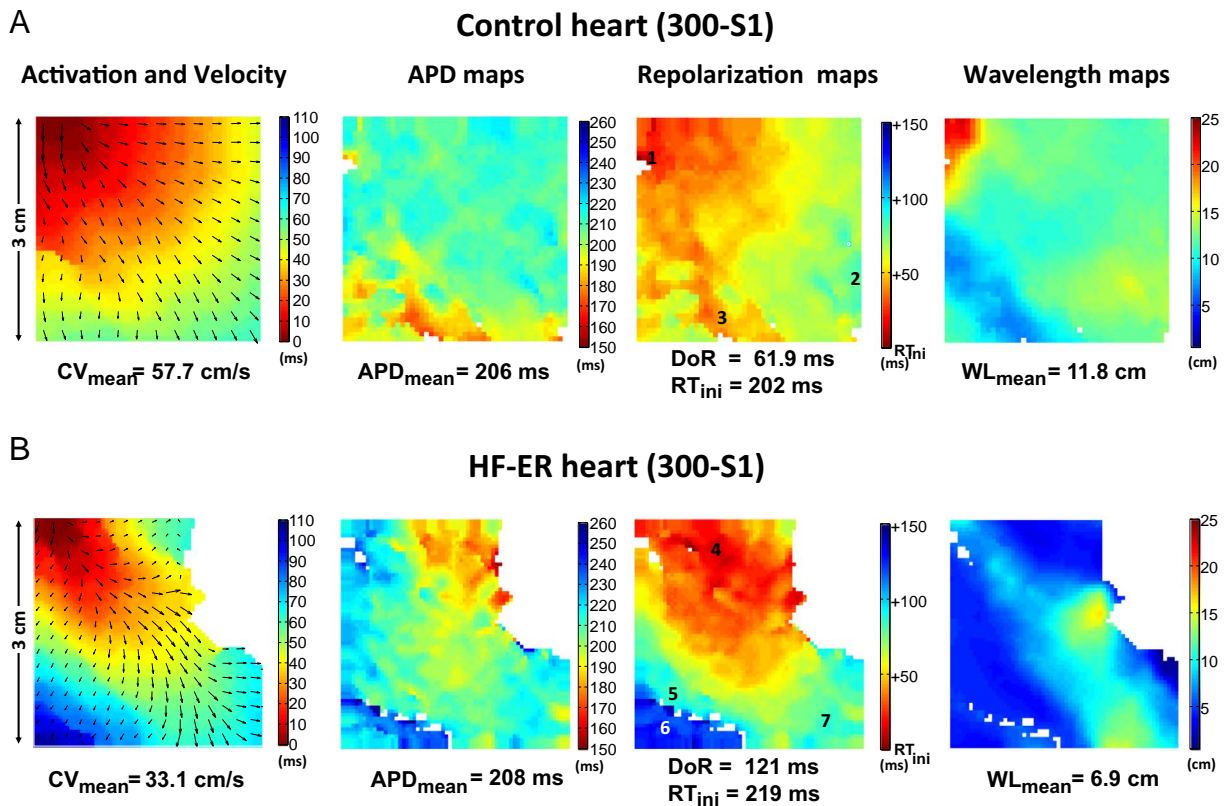 A
Control heart (300-S1)
Activation and Velocity
APD maps
Repolarization maps
Wavelength maps
3 cm
110
100
90
80
70
60
50
40
30
20
10
0
(ms)
CVmean= 57.7 cm/s
260
250
240
230
220
210
200
190
180
170
160
150
(ms)
APDmean = 206 ms
1
2
3
+150
+100
+50
RTini
(ms)
DoR = 61.9 ms
RTini = 202 ms
25
20
15
10
5
(cm)
WLmean= 11.8 cm
B
HF-ER heart (300-S1)
3 cm
110
100
90
80
70
60
50
40
30
20
10
0
(ms)
CVmean= 33.1 cm/s
260
250
240
230
220
210
200
190
180
170
160
150
(ms)
APDmean = 208 ms
4
5
6
7
+150
+100
+50
RTini
(ms)
DoR = 121 ms
RTini = 219 ms
25
20
15
10
5
0
(cm)
WLmean= 6.9 cm